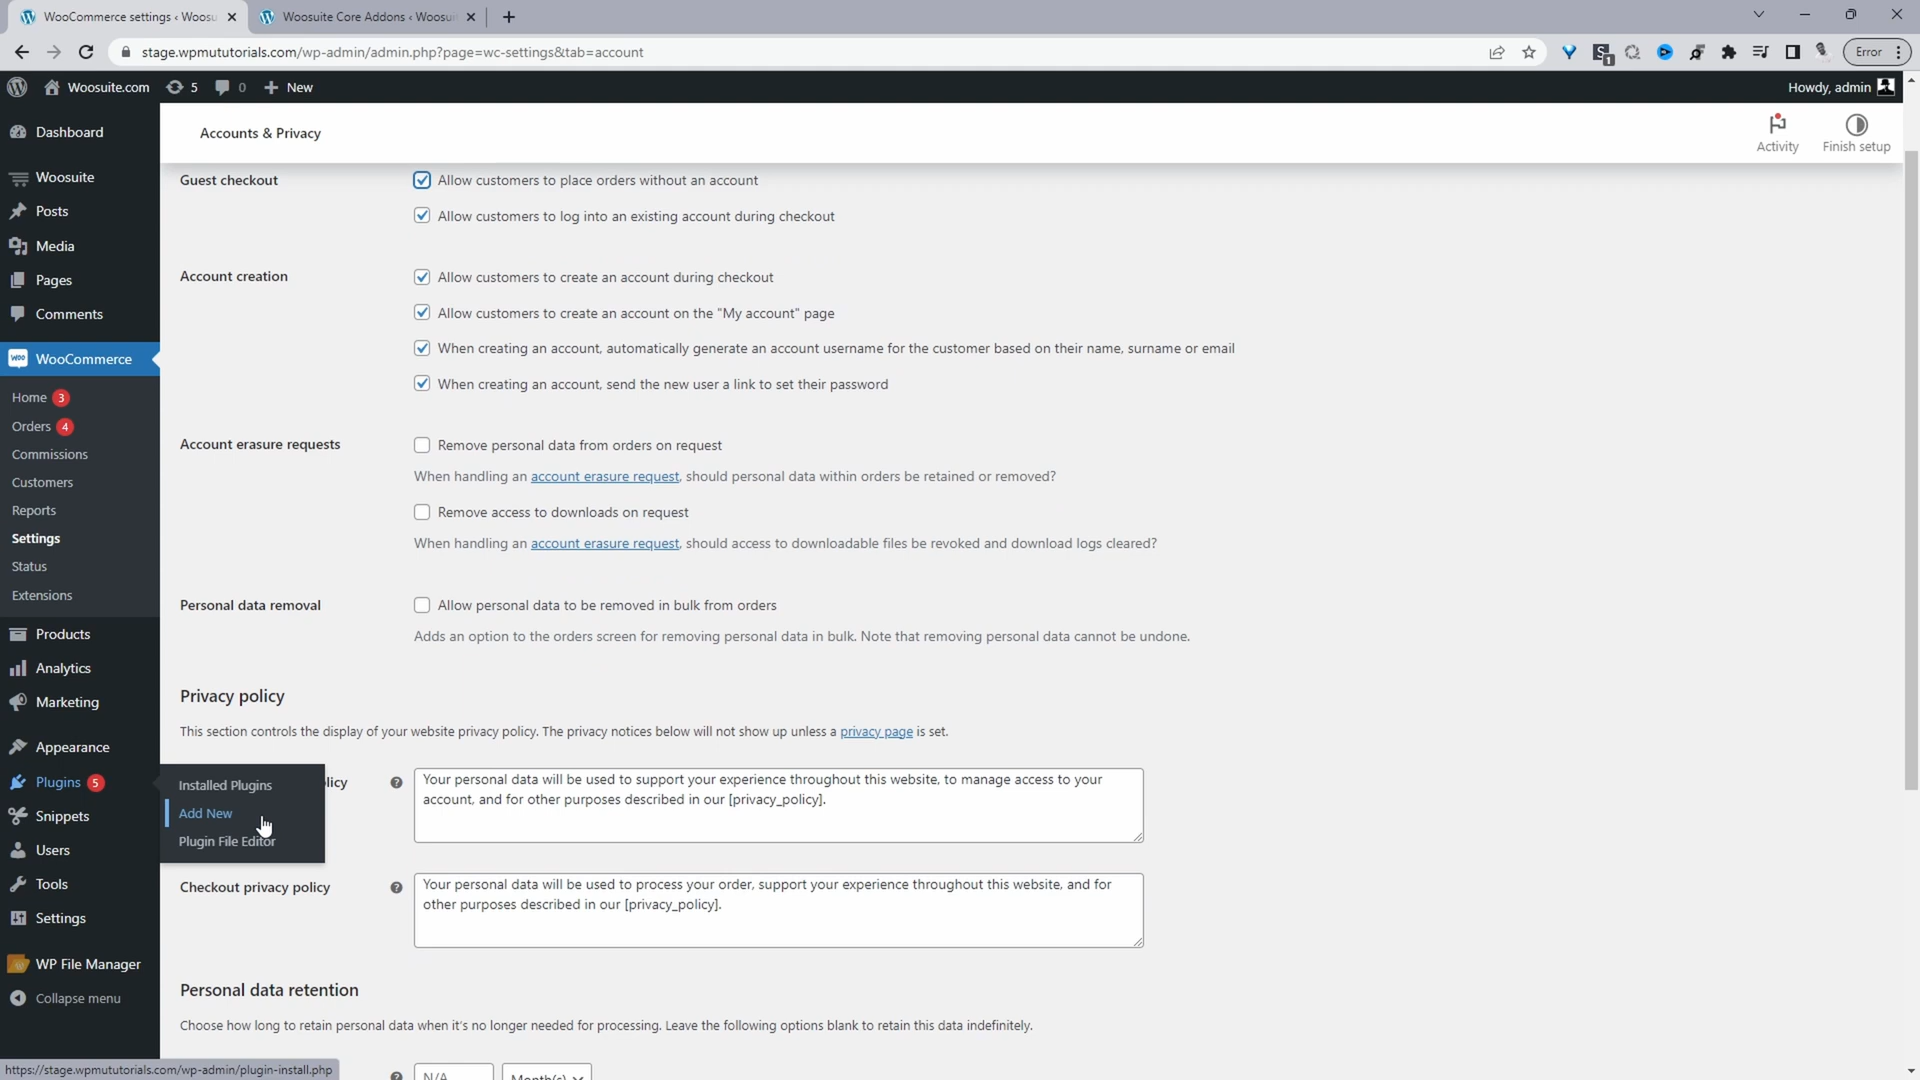 WooCommerce settings ‹ Woosu
Woosuite Core Addons ‹ Woosuit
stage.wpmututorials.com/wp-admin/admin.php?page=wc-settings&tab=account
1
Error
Woosuite.com
5
0
New
Howdy, admin
Accounts & Privacy
Activity
Finish setup
Dashboard
Woosuite
Posts
Media
Pages
Comments
woo
WooCommerce
Home 3
Orders 4
Commissions
Customers
Reports
Settings
Status
Extensions
Products
Analytics
Marketing
Appearance
Plugins 5
Installed Plugins
Add New
Plugin File Editor
Snippets
Users
Tools
Settings
WP File Manager
Collapse menu
Guest checkout
Allow customers to place orders without an account
Allow customers to log into an existing account during checkout
Account creation
Allow customers to create an account during checkout
Allow customers to create an account on the "My account" page
When creating an account, automatically generate an account username for the customer based on their name, surname or email
When creating an account, send the new user a link to set their password
Account erasure requests
Remove personal data from orders on request
When handling an account erasure request, should personal data within orders be retained or removed?
Remove access to downloads on request
When handling an account erasure request, should access to downloadable files be revoked and download logs cleared?
Personal data removal
Allow personal data to be removed in bulk from orders
Adds an option to the orders screen for removing personal data in bulk. Note that removing personal data cannot be undone.
Privacy policy
This section controls the display of your website privacy policy. The privacy notices below will not show up unless a privacy page is set.
licy
Your personal data will be used to support your experience throughout this website, to manage access to your
account, and for other purposes described in our [privacy_policy].
Checkout privacy policy
Your personal data will be used to process your order, support your experience throughout this website, and for
other purposes described in our [privacy_policy].
Personal data retention
Choose how long to retain personal data when it's no longer needed for processing. Leave the following options blank to retain this data indefinitely.
N/A
Month(s)
https://stage.wpmututorials.com/wp-admin/plugin-install.php